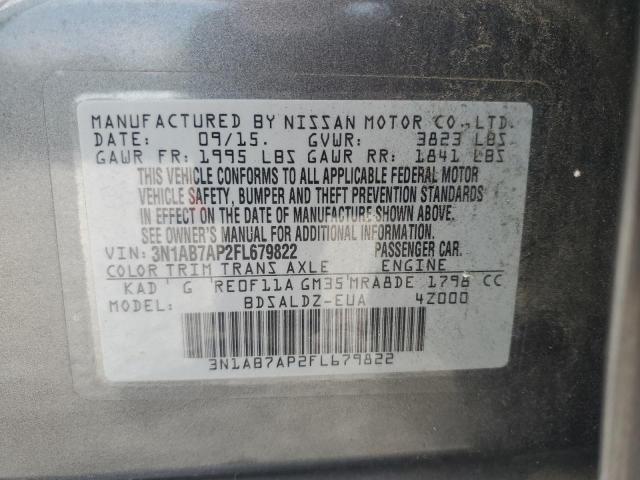 MANUFACTURED BY NISSAN MOTOR CO., LTD.
DATE: 09/15. GVWR: 3823 LBS
GAWR FR: 1995 LBS GAWR RR: 1841 LBS
THIS VEHICLE CONFORMS TO ALL APPLICABLE FEDERAL MOTOR
VEHICLE SAFETY, BUMPER AND THEFT PREVENTION STANDARDS
IN EFFECT ON THE DATE OF MANUFACTURE SHOWN ABOVE.
SEE OWNER'S MANUAL FOR ADDITIONAL INFORMATION.
VIN: 3N1AB7AP2FL679822 PASSENGER CAR.
COLOR TRIM TRANS AXLE ENGINE
KAD G RE0F11A GM35 MRA8DE 1798 CC
MODEL: BDSALDZ-EUA 4Z000
3N1AB7AP2FL679822